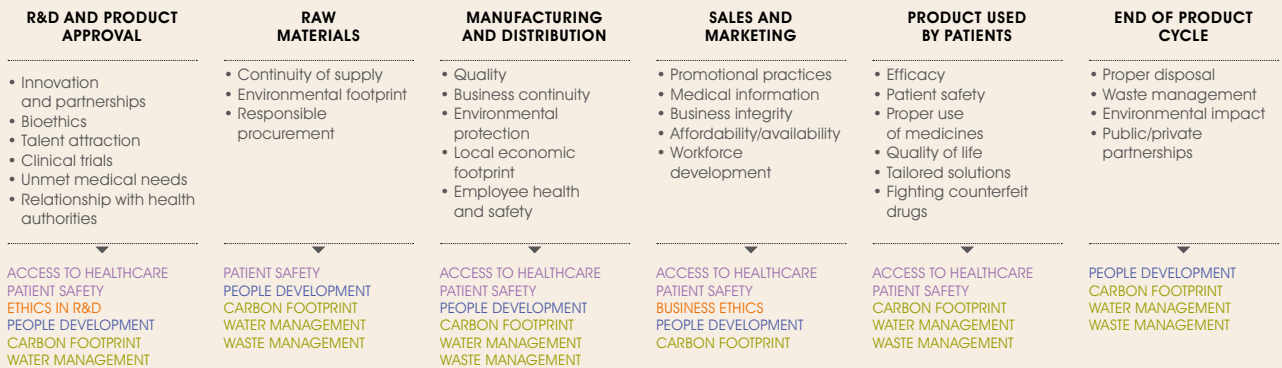 R&D AND PRODUCT
APPROVAL
• Innovation
and partnerships
• Bioethics
• Talent attraction
• Clinical trials
• Unmet medical needs
• Relationship with health
authorities
ACCESS TO HEALTHCARE
PATIENT SAFETY
ETHICS IN R&D
PEOPLE DEVELOPMENT
CARBON FOOTPRINT
WATER MANAGEMENT
RAW
MATERIALS
• Continuity of supply
• Environmental footprint
• Responsible
procurement
PATIENT SAFETY
PEOPLE DEVELOPMENT
CARBON FOOTPRINT
WATER MANAGEMENT
WASTE MANAGEMENT
MANUFACTURING
AND DISTRIBUTION
• Quality
• Business continuity
• Environmental
protection
• Local economic
footprint
• Employee health
and safety
ACCESS TO HEALTHCARE
PATIENT SAFETY
PEOPLE DEVELOPMENT
CARBON FOOTPRINT
WATER MANAGEMENT
WASTE MANAGEMENT
SALES AND
MARKETING
• Promotional practices
• Medical information
• Business integrity
• Affordability/availability
• Workforce
development
ACCESS TO HEALTHCARE
PATIENT SAFETY
BUSINESS ETHICS
PEOPLE DEVELOPMENT
CARBON FOOTPRINT
PRODUCT USED
BY PATIENTS
• Efficacy
• Patient safety
• Proper use
of medicines
• Quality of life
• Tailored solutions
• Fighting counterfeit
drugs
ACCESS TO HEALTHCARE
PATIENT SAFETY
CARBON FOOTPRINT
WATER MANAGEMENT
WASTE MANAGEMENT
END OF PRODUCT
CYCLE
• Proper disposal
• Waste management
• Environmental impact
• Public/private
partnerships
PEOPLE DEVELOPMENT
CARBON FOOTPRINT
WATER MANAGEMENT
WASTE MANAGEMENT